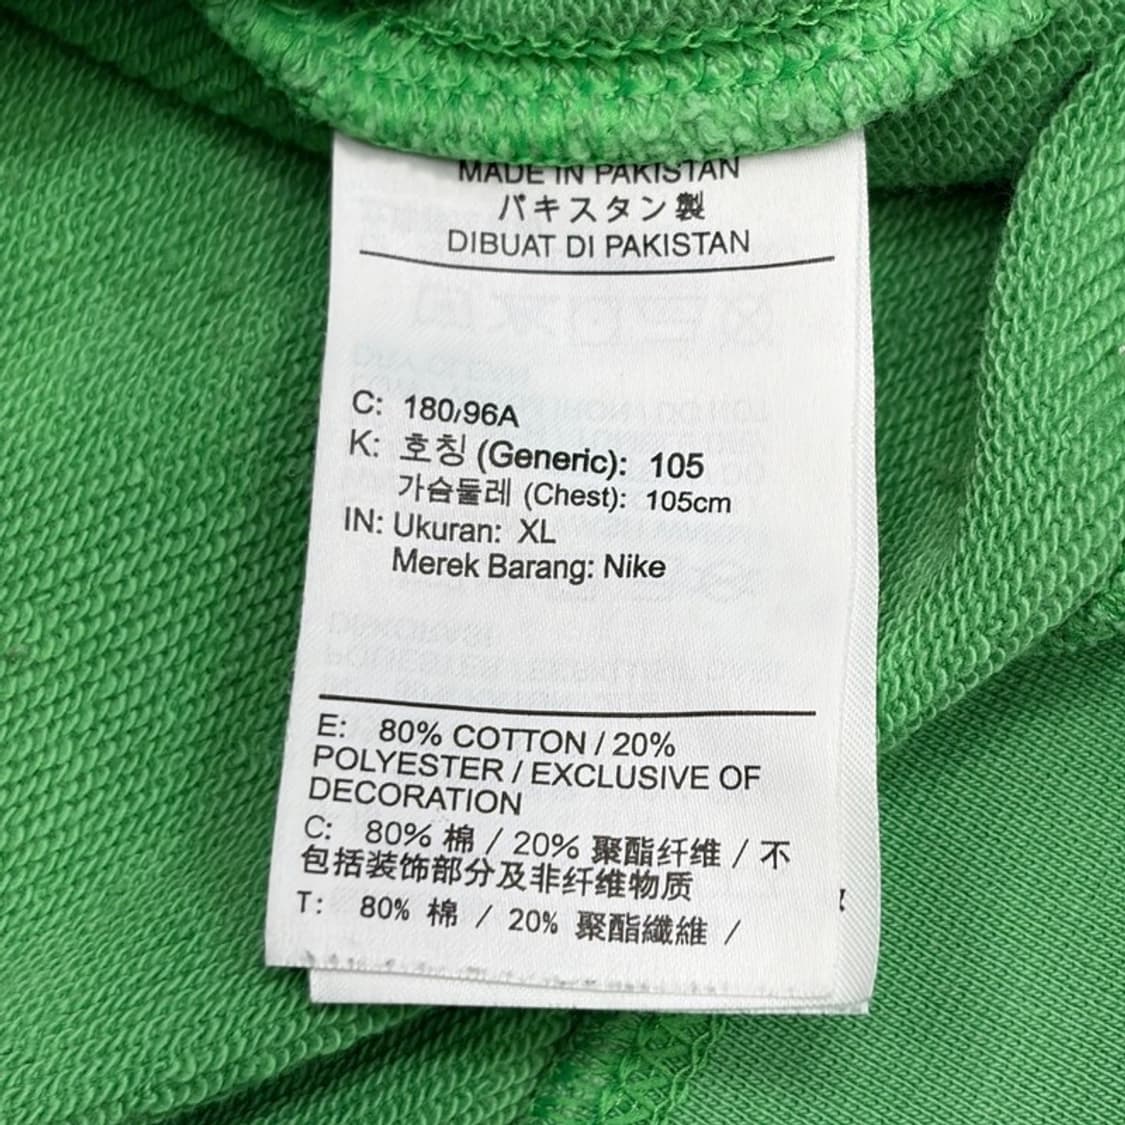 MADE IN PAKISTAN
パキスタン製
DIBUAT DI PAKISTAN
C: 180/96A
K: 호칭 (Generic): 105
가슴둘레 (Chest): 105cm
IN: Ukuran: XL
Merek Barang: Nike
E: 80% COTTON / 20%
POLYESTER / EXCLUSIVE OF
DECORATION
C: 80% 棉 / 20% 聚酯纤维 / 不
包括装饰部分及非纤维物质
T: 80% 棉 / 20% 聚酯纖維 /